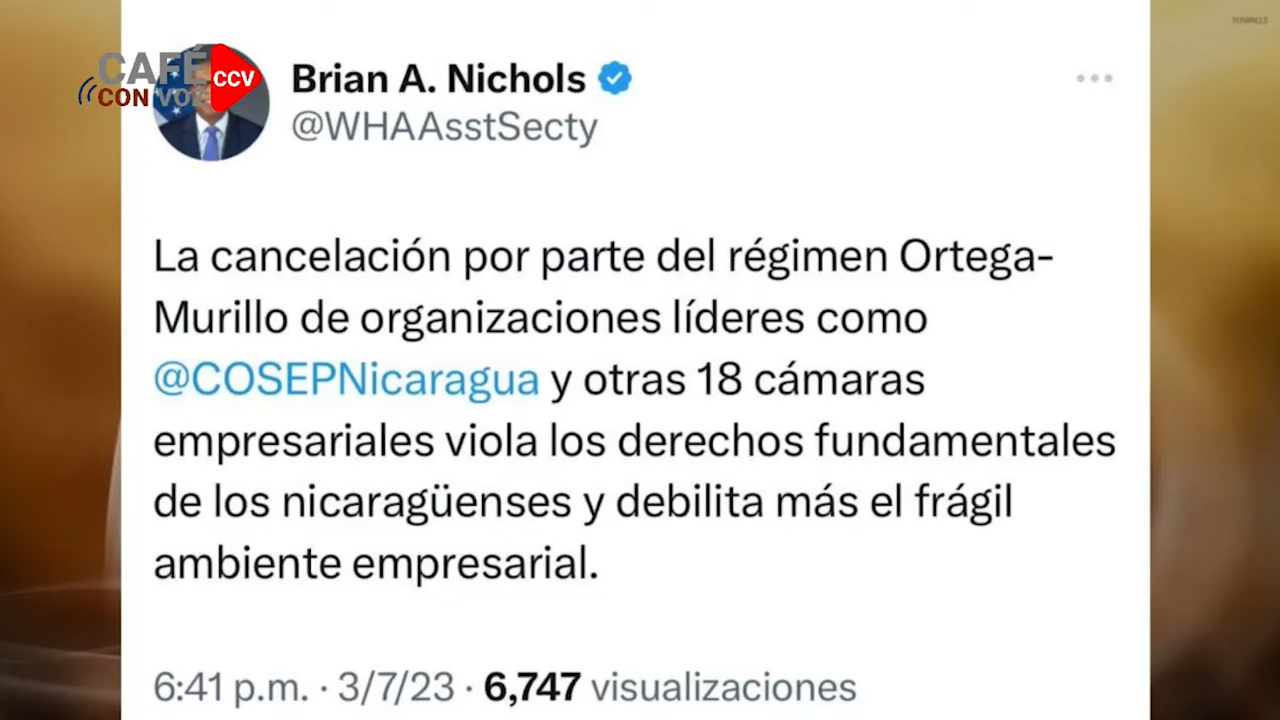 CAFÉ
CON VOZ
CCV
Brian A. Nichols
@WHAAsstSecty
La cancelación por parte del régimen Ortega-
Murillo de organizaciones líderes como
@COSEPNicaragua y otras 18 cámaras
empresariales viola los derechos fundamentales
de los nicaragüenses y debilita más el frágil
ambiente empresarial.
6:41 p.m. · 3/7/23 · 6,747 visualizaciones